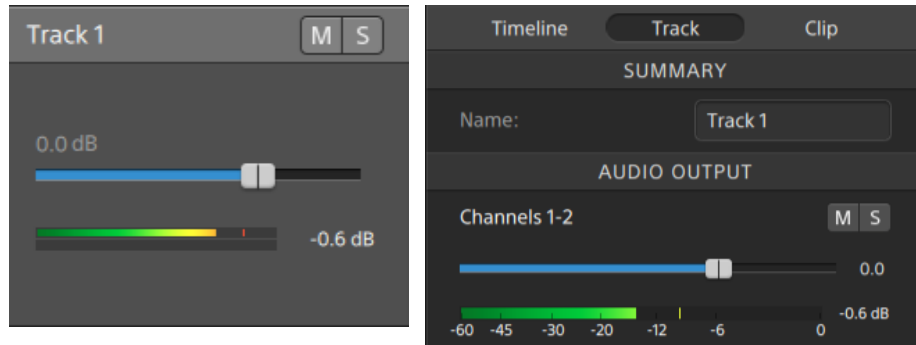 Track 1 M S
0.0 dB
-0.6 dB
Timeline Track Clip
SUMMARY
Name: Track 1
AUDIO OUTPUT
Channels 1-2 M S
0.0
-0.6 dB
-60 -45 -30 -20 -12 -6 0